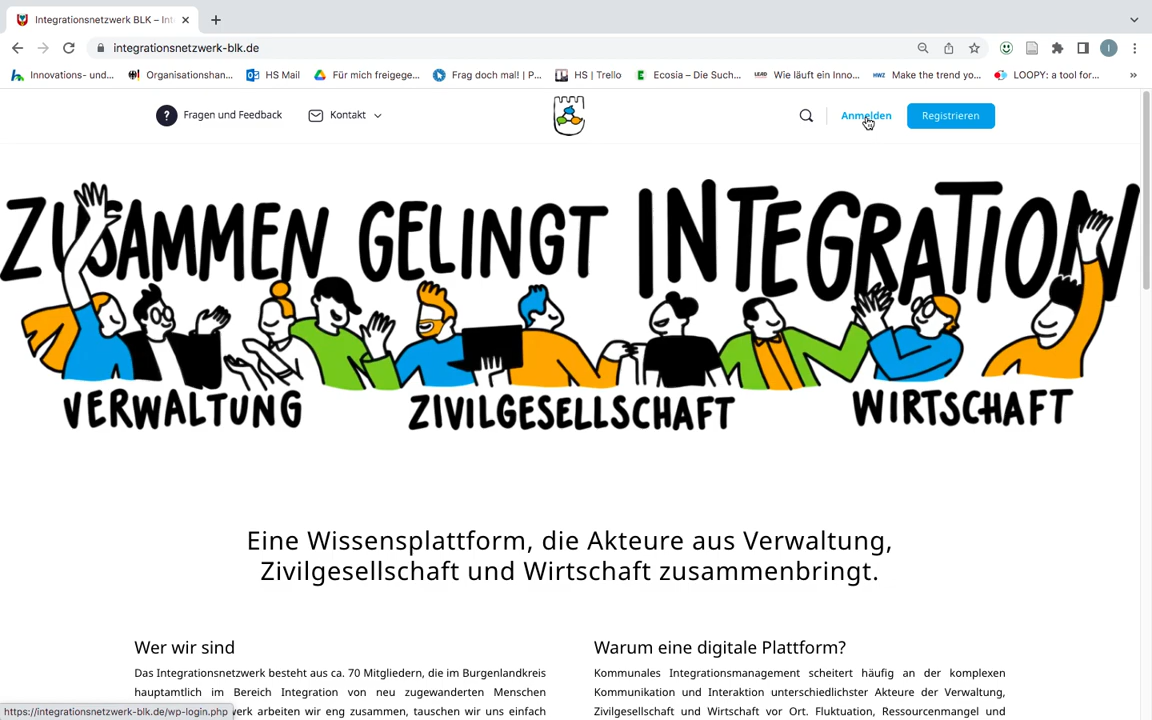 Integrationsnetzwerk BLK – Int
integrationsnetzwerk-blk.de
Innovations- und... Organisationshan... HS Mail Für mich freigege... Frag doch mal! | P... HS | Trello Ecosia – Die Such... LEAD Wie läuft ein Inno... HWZ Make the trend yo... LOOPY: a tool for... »
? Fragen und Feedback Kontakt Anmelden Registrieren
ZUSAMMEN GELINGT INTEGRATION
VERWALTUNG ZIVILGESELLSCHAFT WIRTSCHAFT
Eine Wissensplattform, die Akteure aus Verwaltung,
Zivilgesellschaft und Wirtschaft zusammenbringt.
Wer wir sind
Das Integrationsnetzwerk besteht aus ca. 70 Mitgliedern, die im Burgenlandkreis
hauptamtlich im Bereich Integration von neu zugewanderten Menschen
werk arbeiten wir eng zusammen, tauschen wir uns einfach
Warum eine digitale Plattform?
Kommunales Integrationsmanagement scheitert häufig an der komplexen
Kommunikation und Interaktion unterschiedlichster Akteure der Verwaltung,
Zivilgesellschaft und Wirtschaft vor Ort. Fluktuation, Ressourcenmangel und
https://integrationsnetzwerk-blk.de/wp-login.php